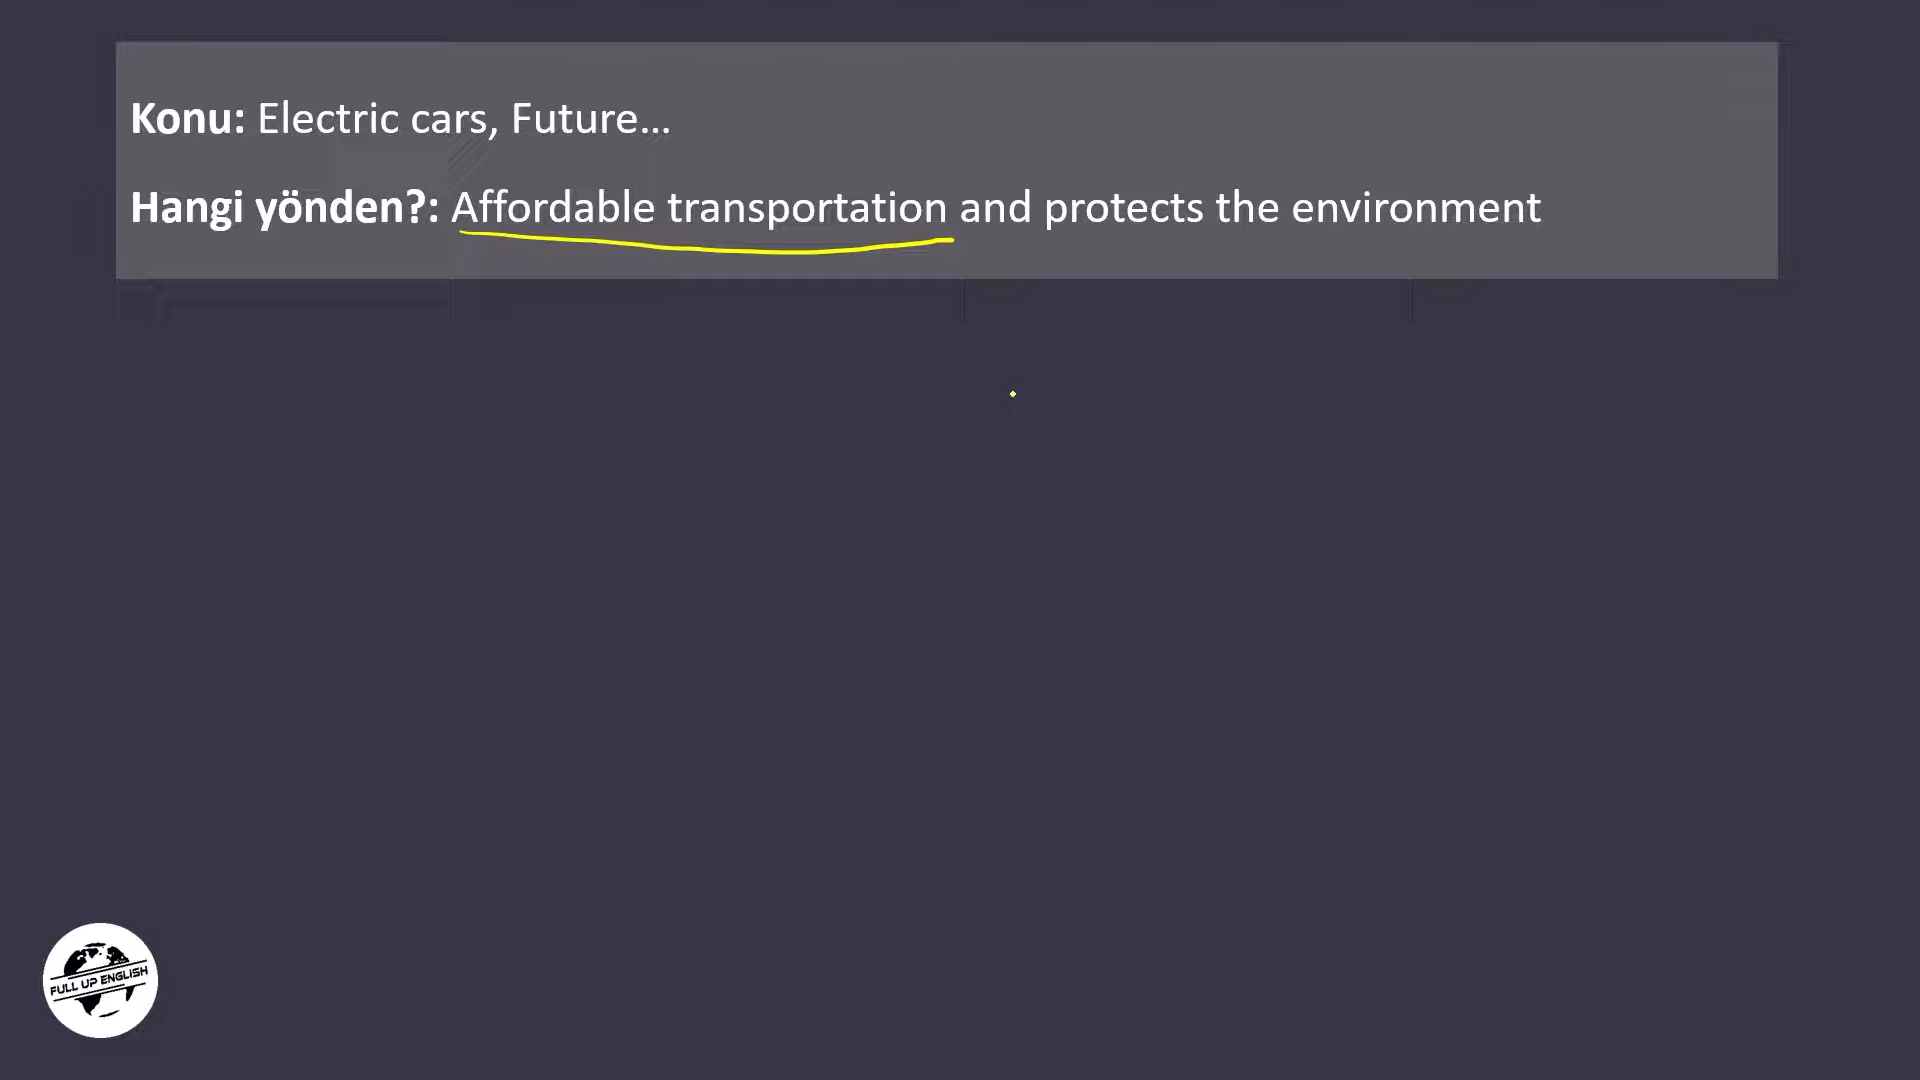 Konu: Electric cars, Future...
Hangi yönden?: Affordable transportation and protects the environment
FULL UP ENGLISH